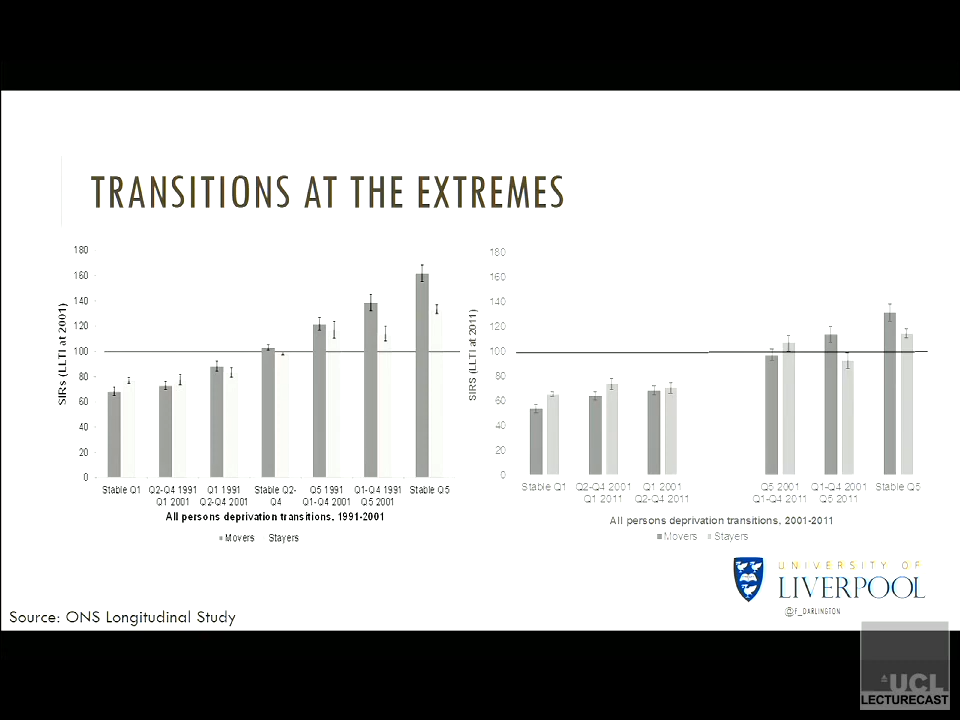 TRANSITIONS AT THE EXTREMES
180
160
140
120
100
80
60
40
20
0
SIRs (LLTI at 2001)
Stable Q1
Q2-Q4 1991
Q1 2001
Q1 1991
Q2-Q4 2001
Stable Q2-
Q4
Q5 1991
Q1-Q4 2001
Q1-Q4 1991
Q5 2001
Stable Q5
All persons deprivation transitions, 1991-2001
Movers Stayers
180
160
140
120
100
80
60
40
20
0
SIRS (LLTI at 2011)
Stable Q1
Q2-Q4 2001
Q1 2011
Q1 2001
Q2-Q4 2011
Q5 2001
Q1-Q4 2011
Q1-Q4 2001
Q5 2011
Stable Q5
All persons deprivation transitions, 2001-2011
Movers Stayers
UNIVERSITY OF
LIVERPOOL
@F_DARLINGTON
Source: ONS Longitudinal Study
UCL
LECTURECAST